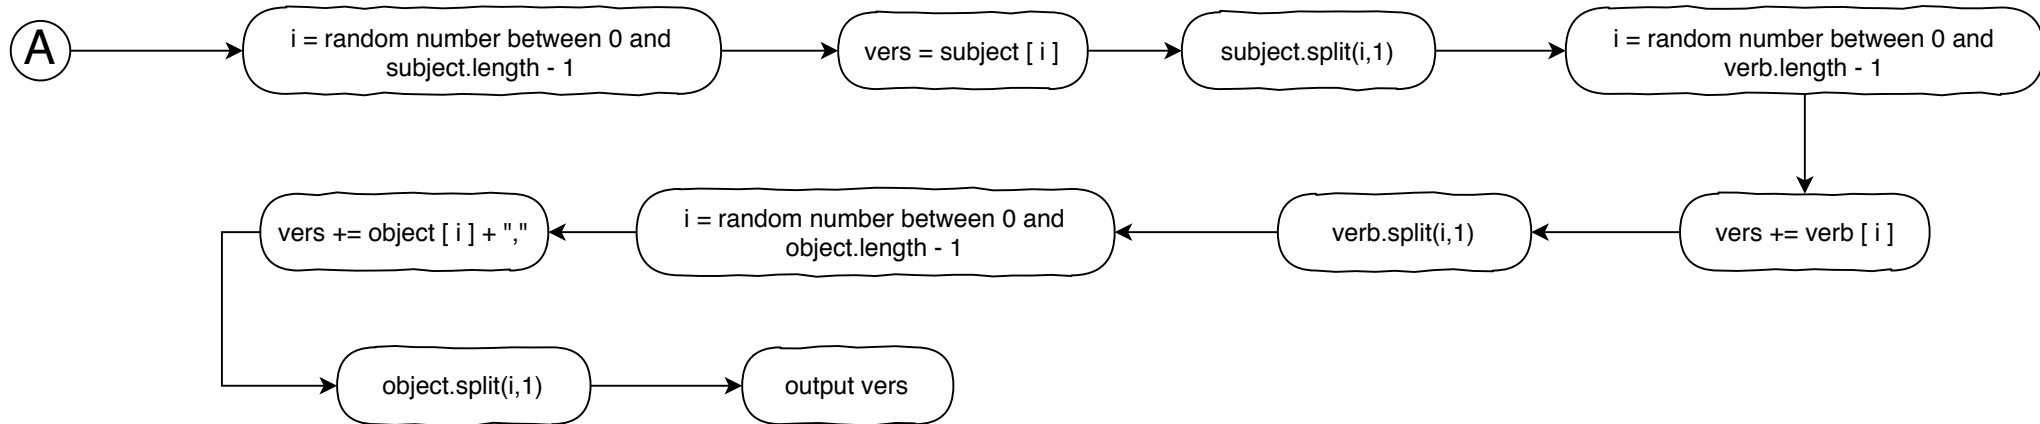 A
i = random number between 0 and
subject.length - 1
vers = subject [ i ]
subject.split(i,1)
i = random number between 0 and
verb.length - 1
vers += verb [ i ]
verb.split(i,1)
i = random number between 0 and
object.length - 1
vers += object [ i ] + ","
object.split(i,1)
output vers